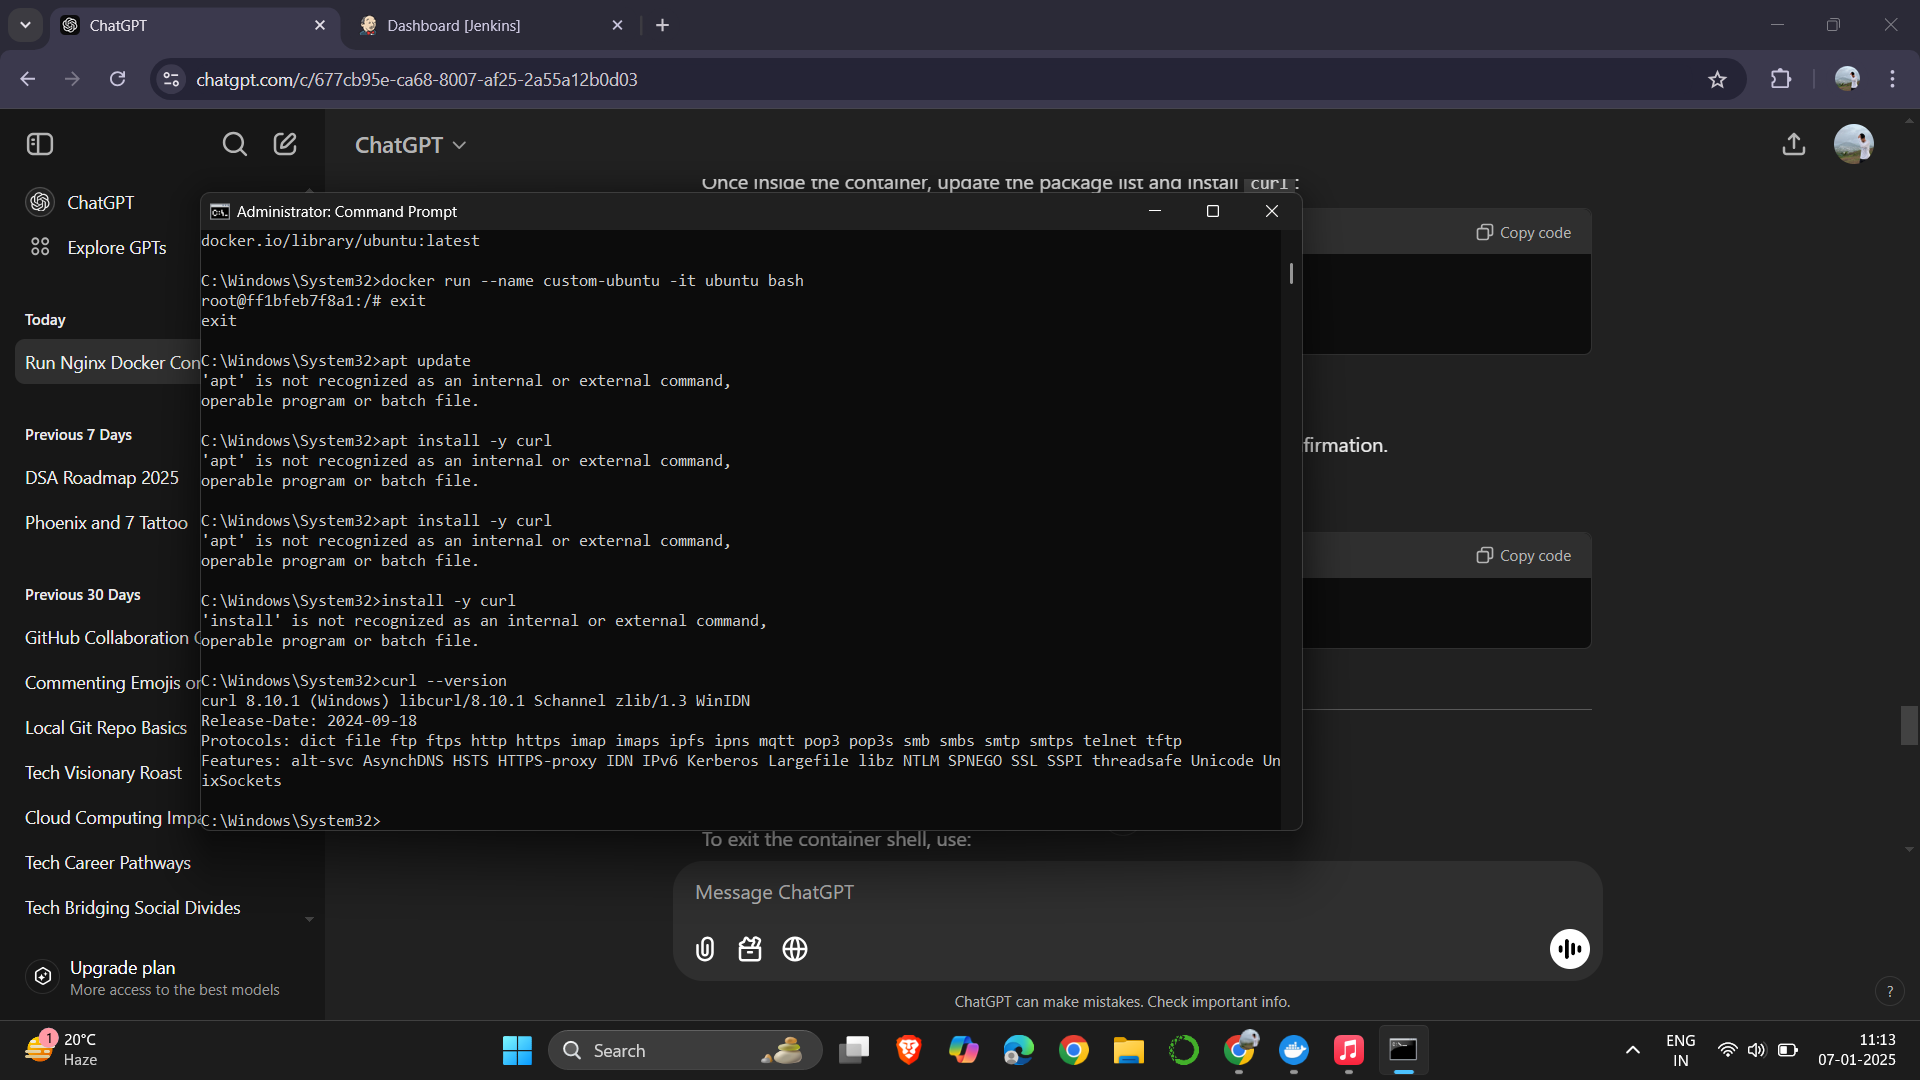 ChatGPT
Dashboard [Jenkins]
chatgpt.com/c/677cb95e-ca68-8007-af25-2a55a12b0d03
ChatGPT
Explore GPTs
Today
Run Nginx Docker Con
Previous 7 Days
DSA Roadmap 2025
Phoenix and 7 Tattoo
Previous 30 Days
GitHub Collaboration
Commenting Emojis or
Local Git Repo Basics
Tech Visionary Roast
Cloud Computing Impa
Tech Career Pathways
Tech Bridging Social Divides
Upgrade plan
More access to the best models
ChatGPT
Once inside the container, update the package list and install curl :
Copy code
firmation.
Copy code
Administrator: Command Prompt
docker.io/library/ubuntu:latest
C:\Windows\System32>docker run --name custom-ubuntu -it ubuntu bash
root@ff1bfeb7f8a1:/# exit
exit
C:\Windows\System32>apt update
'apt' is not recognized as an internal or external command,
operable program or batch file.
C:\Windows\System32>apt install -y curl
'apt' is not recognized as an internal or external command,
operable program or batch file.
C:\Windows\System32>apt install -y curl
'apt' is not recognized as an internal or external command,
operable program or batch file.
C:\Windows\System32>install -y curl
'install' is not recognized as an internal or external command,
operable program or batch file.
C:\Windows\System32>curl --version
curl 8.10.1 (Windows) libcurl/8.10.1 Schannel zlib/1.3 WinIDN
Release-Date: 2024-09-18
Protocols: dict file ftp ftps http https imap imaps ipfs ipns mqtt pop3 pop3s smb smbs smtp smtps telnet tftp
Features: alt-svc AsynchDNS HSTS HTTPS-proxy IDN IPv6 Kerberos Largefile libz NTLM SPNEGO SSL SSPI threadsafe Unicode Un
ixSockets
C:\Windows\System32>
To exit the container shell, use:
Message ChatGPT
ChatGPT can make mistakes. Check important info.
?
1
20°C
Haze
Search
ENG
IN
11:13
07-01-2025